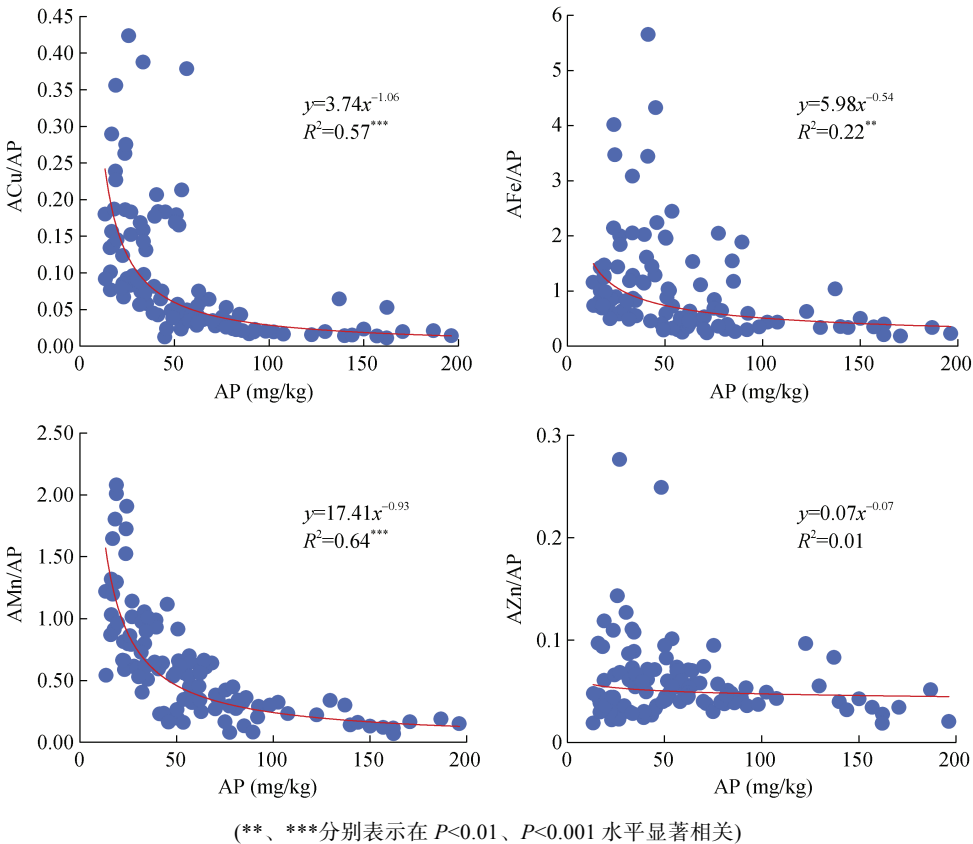 0.45
0.40
0.35
0.30
0.25
0.20
0.15
0.10
0.05
0.00
ACu/AP
y=3.74x⁻¹·⁰⁶
R²=0.57***
0
50
100
150
200
AP (mg/kg)
6
5
4
3
2
1
0
AFe/AP
y=5.98x⁻⁰·⁵⁴
R²=0.22**
0
50
100
150
200
AP (mg/kg)
2.50
2.00
1.50
1.00
0.50
0.00
AMn/AP
y=17.41x⁻⁰·⁹³
R²=0.64***
0
50
100
150
200
AP (mg/kg)
0.3
0.2
0.1
0
AZn/AP
y=0.07x⁻⁰·⁰⁷
R²=0.01
0
50
100
150
200
AP (mg/kg)
(**、***分别表示在 P<0.01、P<0.001 水平显著相关)